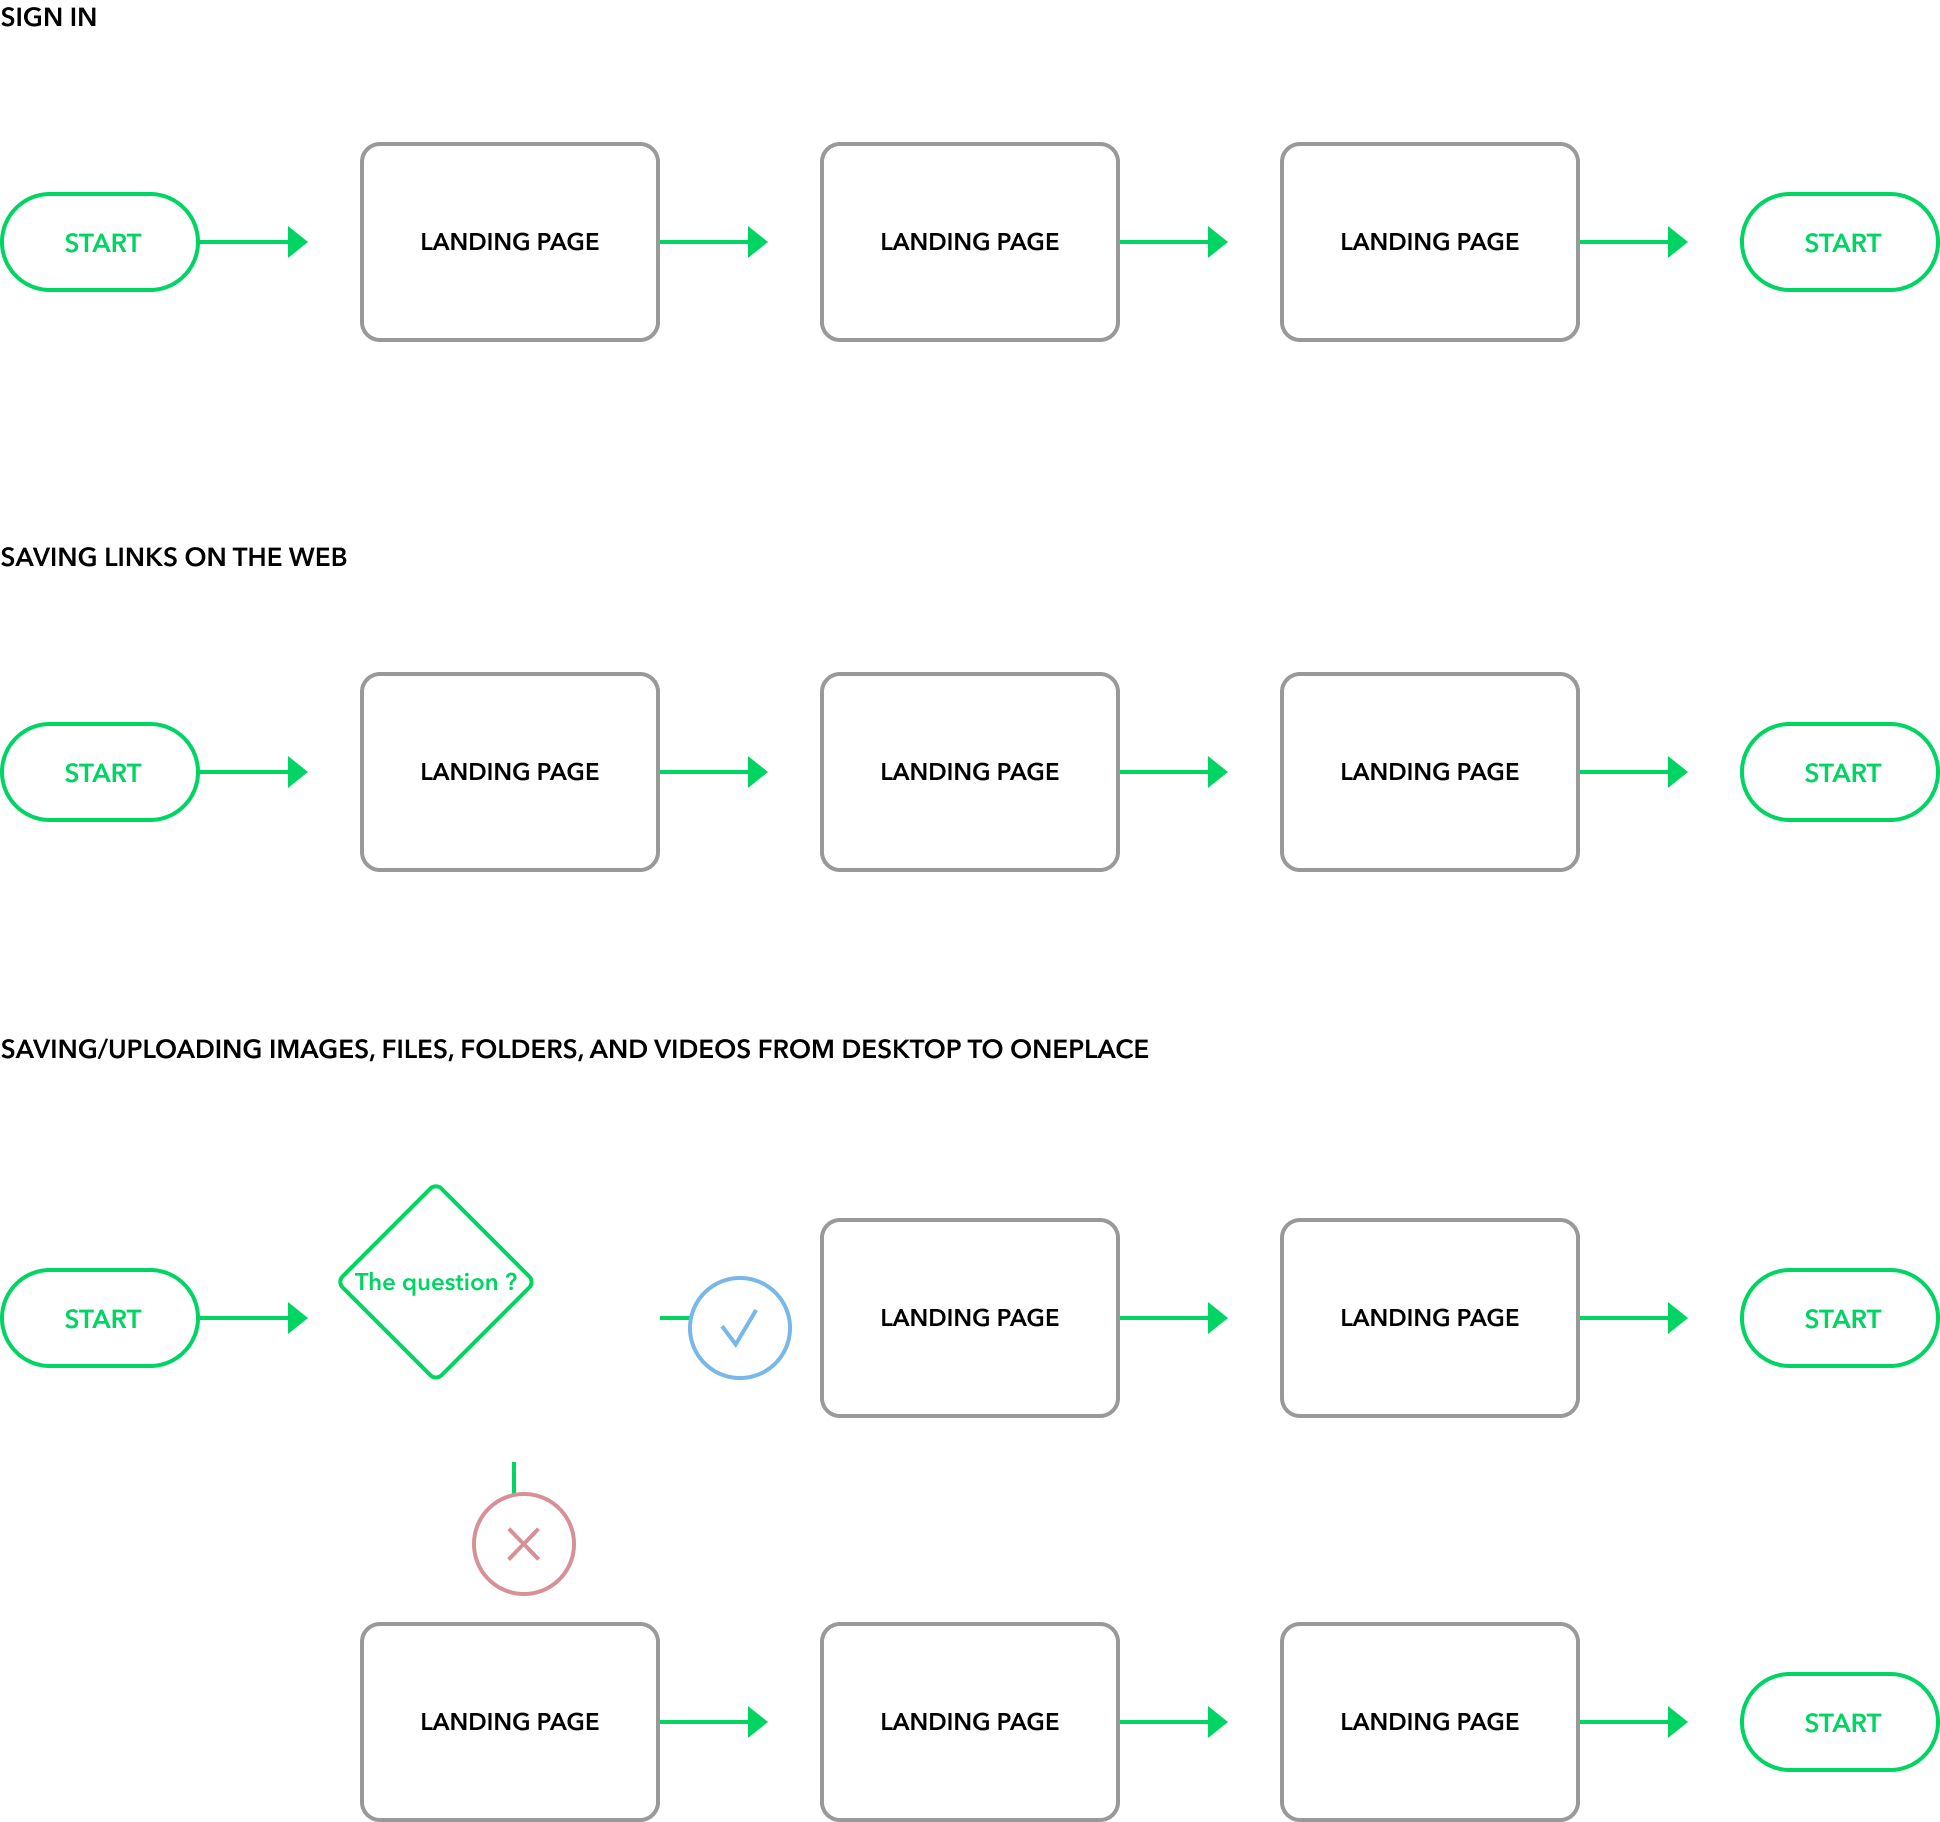 SIGN IN
START
LANDING PAGE
LANDING PAGE
LANDING PAGE
START
SAVING LINKS ON THE WEB
START
LANDING PAGE
LANDING PAGE
LANDING PAGE
START
SAVING/UPLOADING IMAGES, FILES, FOLDERS, AND VIDEOS FROM DESKTOP TO ONEPLACE
START
The question ?
LANDING PAGE
LANDING PAGE
START
LANDING PAGE
LANDING PAGE
LANDING PAGE
START